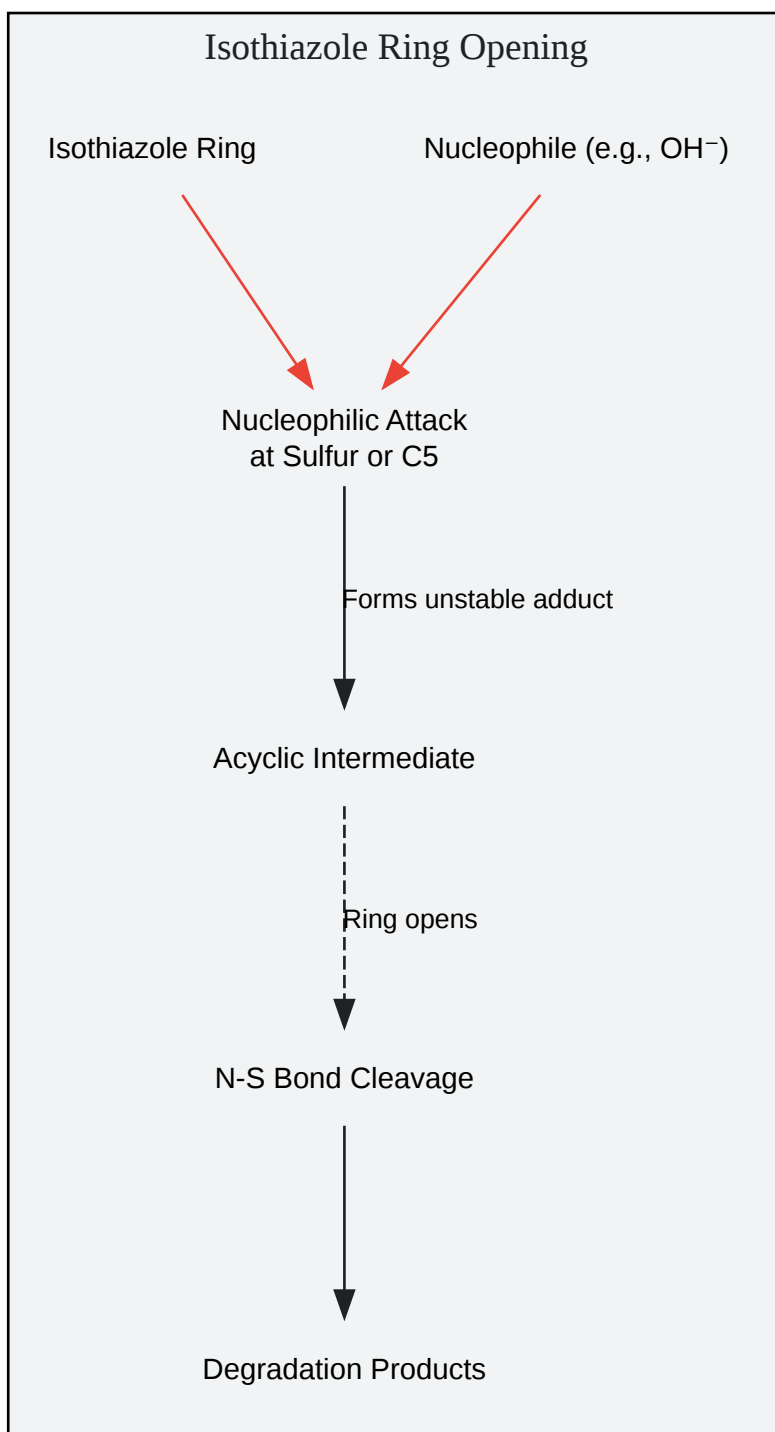 Isothiazole Ring Opening
Isothiazole Ring
Nucleophile (e.g., OH⁻)
Nucleophilic Attack
at Sulfur or C5
Forms unstable adduct
Acyclic Intermediate
Ring opens
N-S Bond Cleavage
Degradation Products